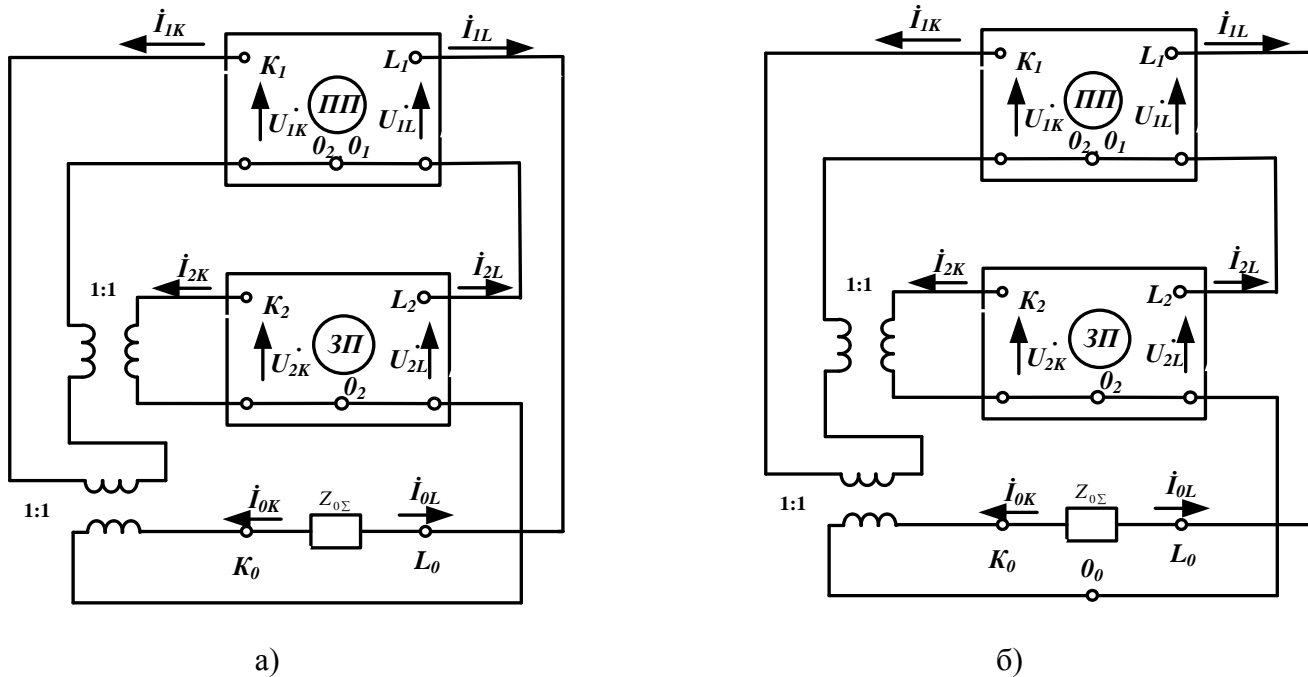 İ1K
İ1L
K1
L1
ПП
U̇1K
U̇1L
02 01
1:1
İ2K
İ2L
K2
L2
ЗП
U̇2K
U̇2L
02
1:1
İ0K
Z0Σ
İ0L
K0
L0
а)
İ1K
İ1L
K1
L1
ПП
U̇1K
U̇1L
02 01
1:1
İ2K
İ2L
K2
L2
ЗП
U̇2K
U̇2L
02
1:1
İ0K
Z0Σ
İ0L
K0
L0
00
б)